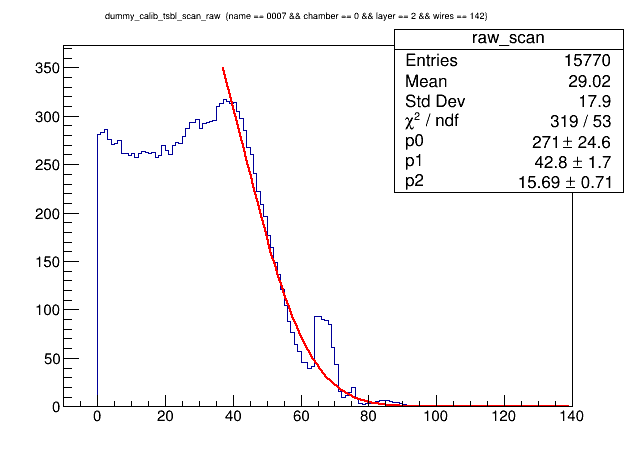 dummy_calib_tsbl_scan_raw (name == 0007 && chamber == 0 && layer == 2 && wires == 142)
raw_scan
Entries 15770
Mean 29.02
Std Dev 17.9
χ² / ndf 319 / 53
p0 271 ± 24.6
p1 42.8 ± 1.7
p2 15.69 ± 0.71
350
300
250
200
150
100
50
0
0 20 40 60 80 100 120 140